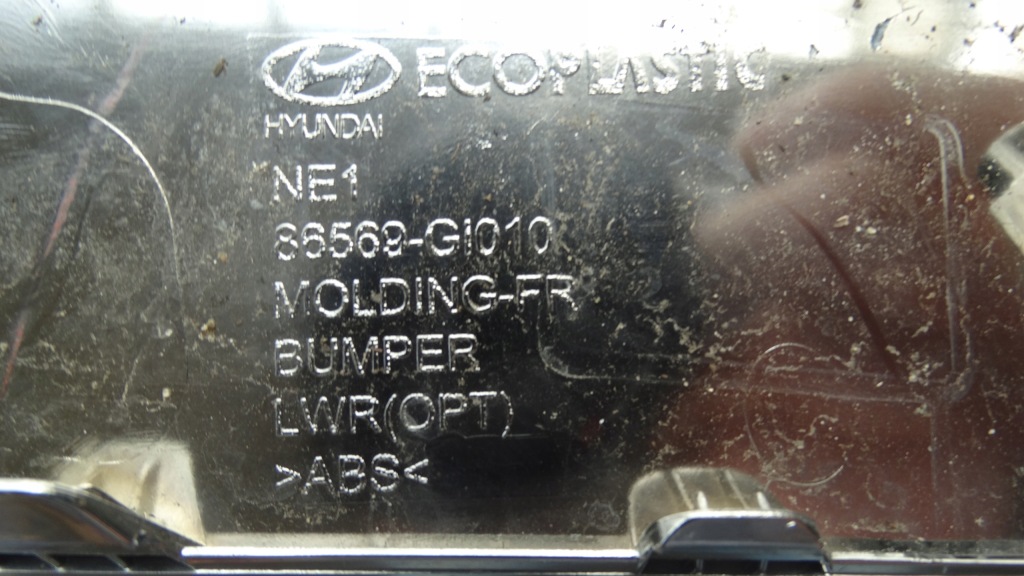 ECOPLASTIC
HYUNDAI
NE1
86569-GI010
MOLDING-FR
BUMPER
LWR(OPT)
>ABS<